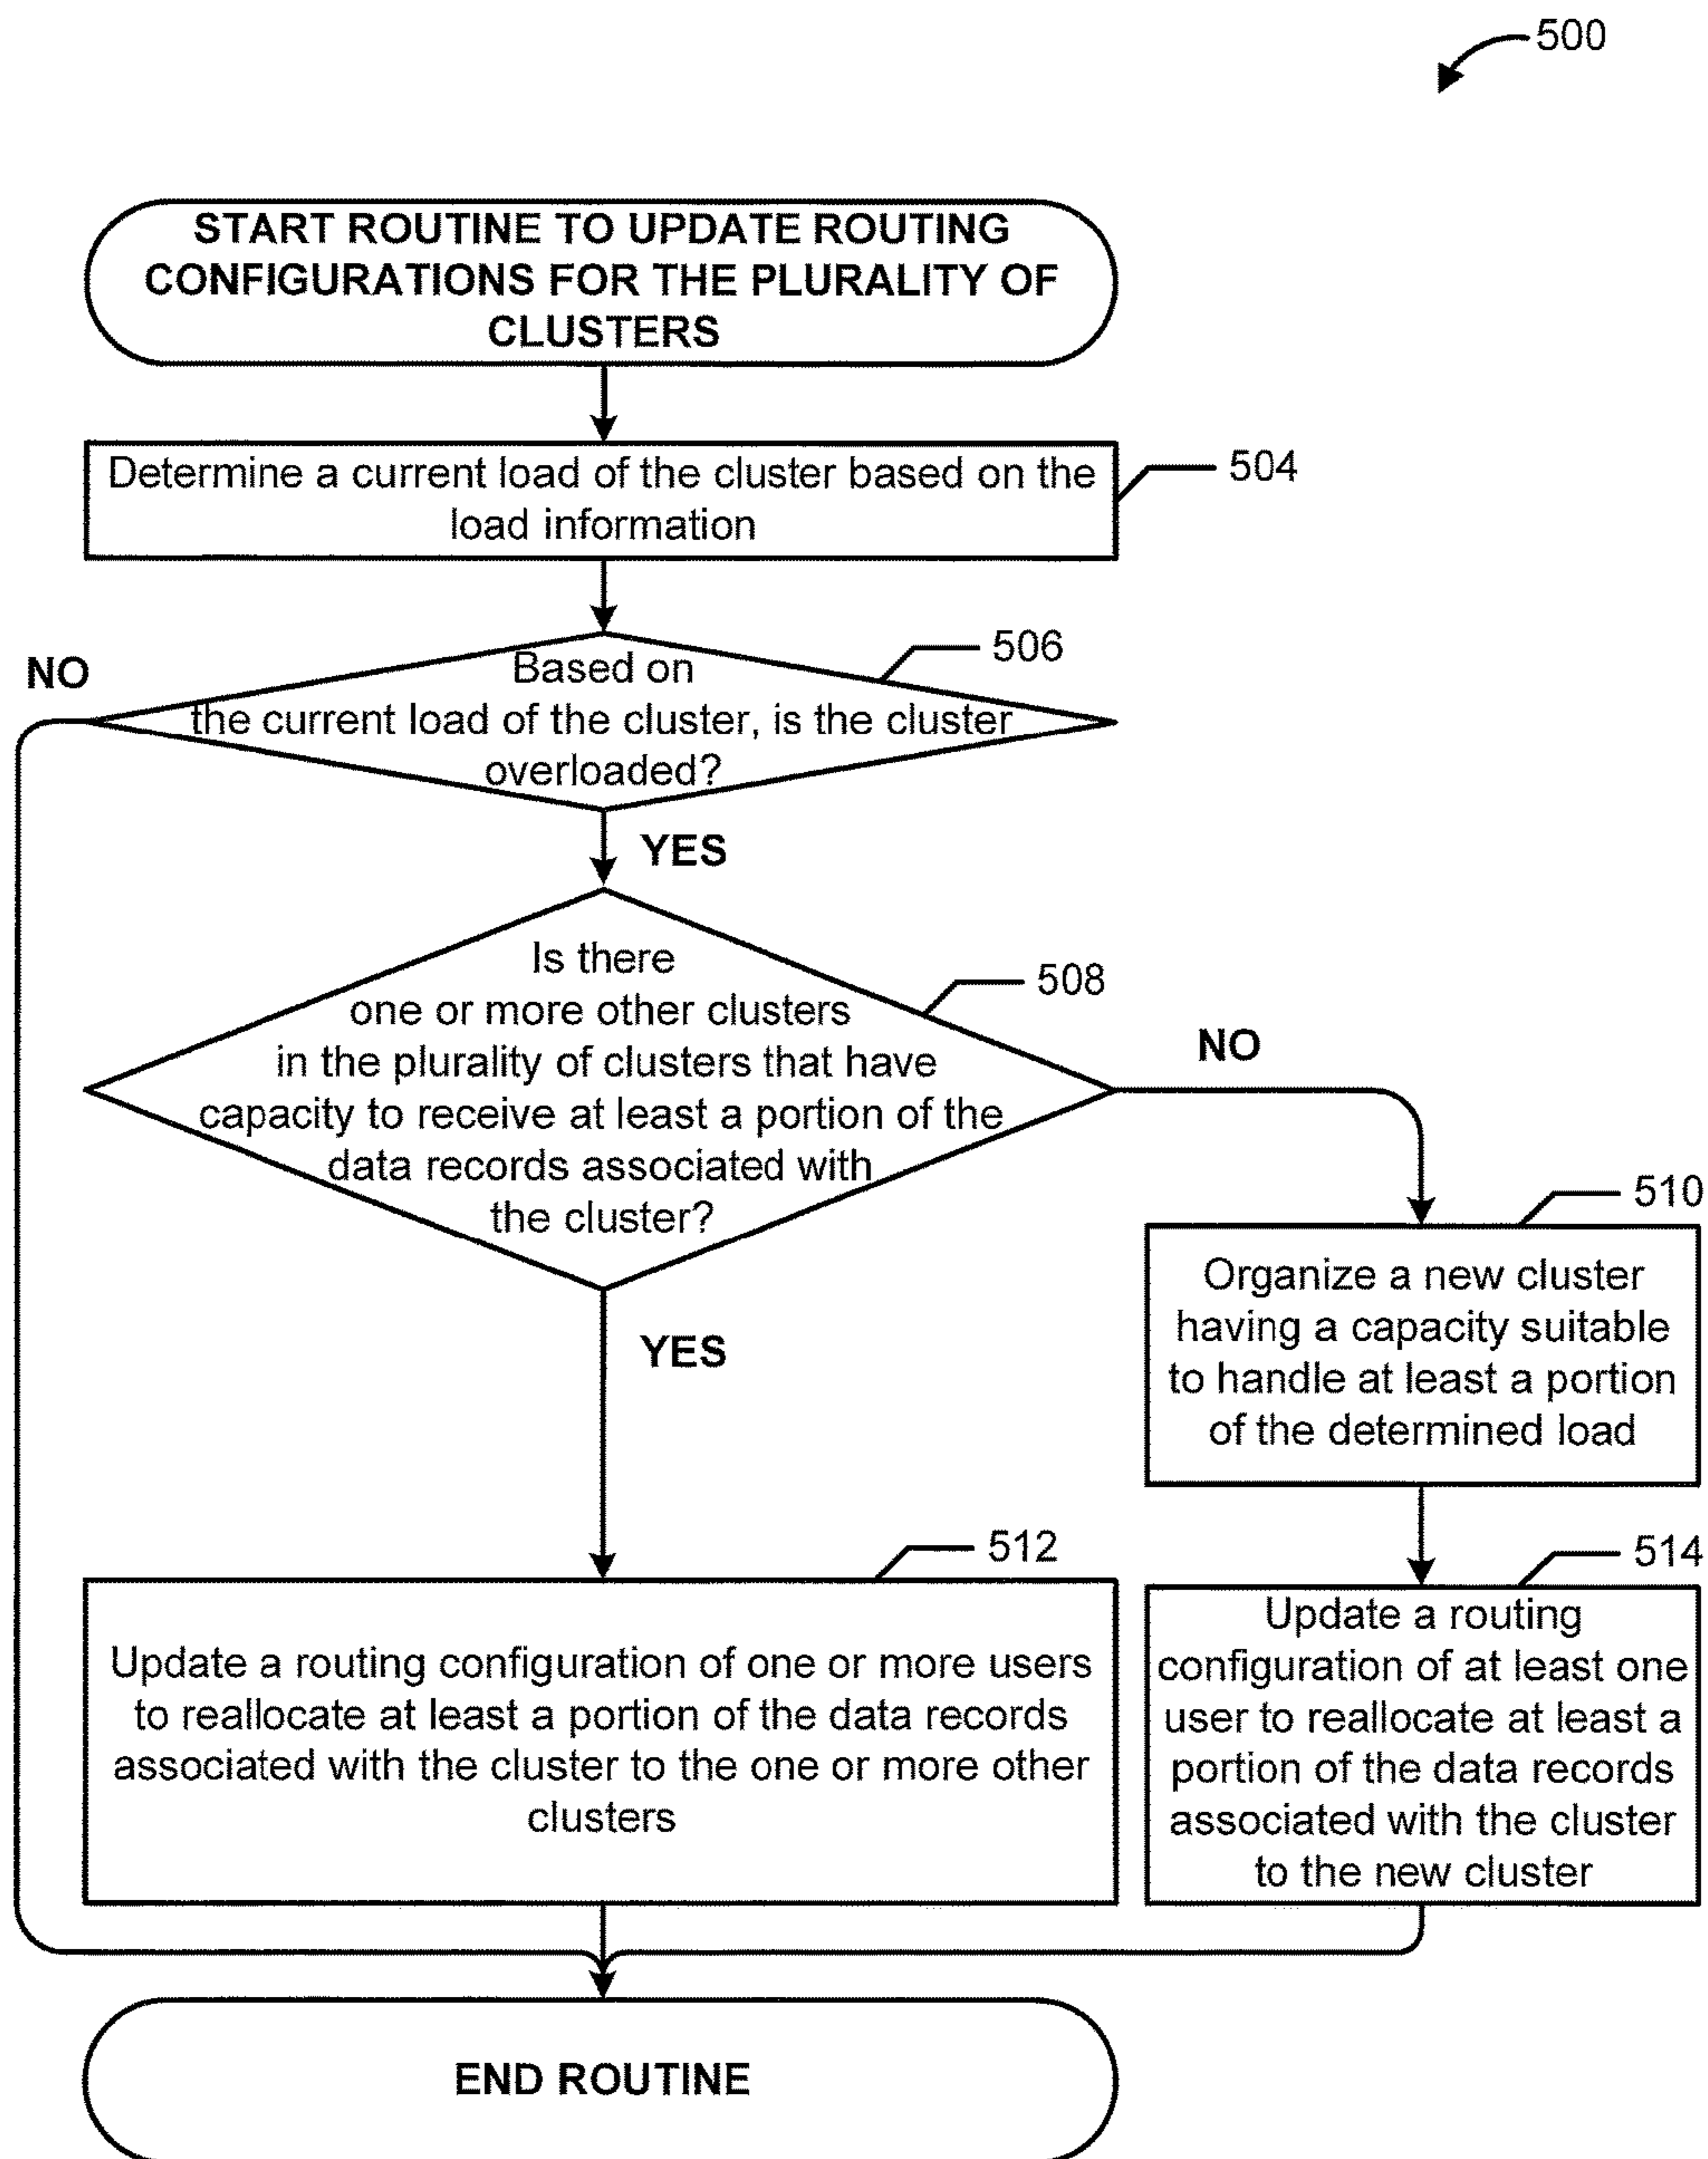 500
START ROUTINE TO UPDATE ROUTING
CONFIGURATIONS FOR THE PLURALITY OF
CLUSTERS
Determine a current load of the cluster based on the
load information
504
NO
506
Based on
the current load of the cluster, is the cluster
overloaded?
YES
Is there
one or more other clusters
in the plurality of clusters that have
capacity to receive at least a portion of the
data records associated with
the cluster?
508
NO
510
Organize a new cluster
having a capacity suitable
to handle at least a portion
of the determined load
YES
512
Update a routing configuration of one or more users
to reallocate at least a portion of the data records
associated with the cluster to the one or more other
clusters
514
Update a routing
configuration of at least one
user to reallocate at least a
portion of the data records
associated with the cluster
to the new cluster
END ROUTINE